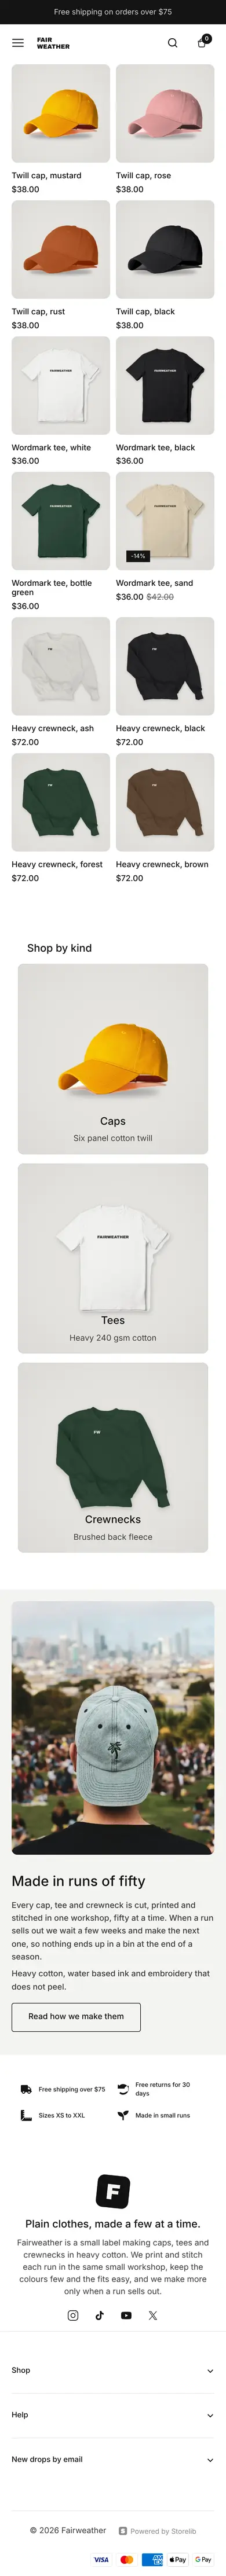 Free shipping on orders over $75
FAIR
WEATHER
0
Twill cap, mustard
$38.00
Twill cap, rose
$38.00
Twill cap, rust
$38.00
Twill cap, black
$38.00
FAIRWEATHER
Wordmark tee, white
$36.00
FAIRWEATHER
Wordmark tee, black
$36.00
FAIRWEATHER
Wordmark tee, bottle
green
$36.00
FAIRWEATHER
-14%
Wordmark tee, sand
$36.00 $42.00
FW
Heavy crewneck, ash
$72.00
FW
Heavy crewneck, black
$72.00
FW
Heavy crewneck, forest
$72.00
FW
Heavy crewneck, brown
$72.00
Shop by kind
Caps
Six panel cotton twill
FAIRWEATHER
Tees
Heavy 240 gsm cotton
FW
Crewnecks
Brushed back fleece
Made in runs of fifty
Every cap, tee and crewneck is cut, printed and
stitched in one workshop, fifty at a time. When a run
sells out we wait a few weeks and make the next
one, so nothing ends up in a bin at the end of a
season.
Heavy cotton, water based ink and embroidery that
does not peel.
Read how we make them
Free shipping over $75
Free returns for 30
days
Sizes XS to XXL
Made in small runs
F
Plain clothes, made a few at a time.
Fairweather is a small label making caps, tees and
crewnecks in heavy cotton. We print and stitch
each run in the same small workshop, keep the
colours few and the fits easy, and we make more
only when a run sells out.
Shop
Help
New drops by email
© 2026 Fairweather
Powered by Storelib
VISA
AMEX
Pay
G Pay